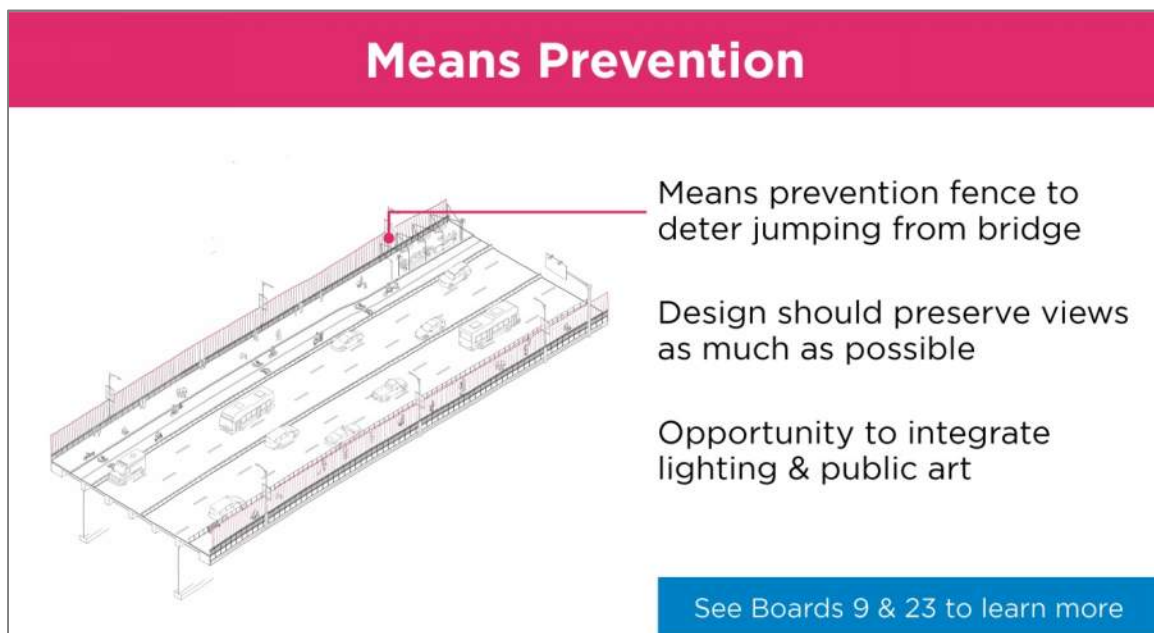 Means Prevention
Means prevention fence to
deter jumping from bridge
Design should preserve views
as much as possible
Opportunity to integrate
lighting & public art
See Boards 9 & 23 to learn more